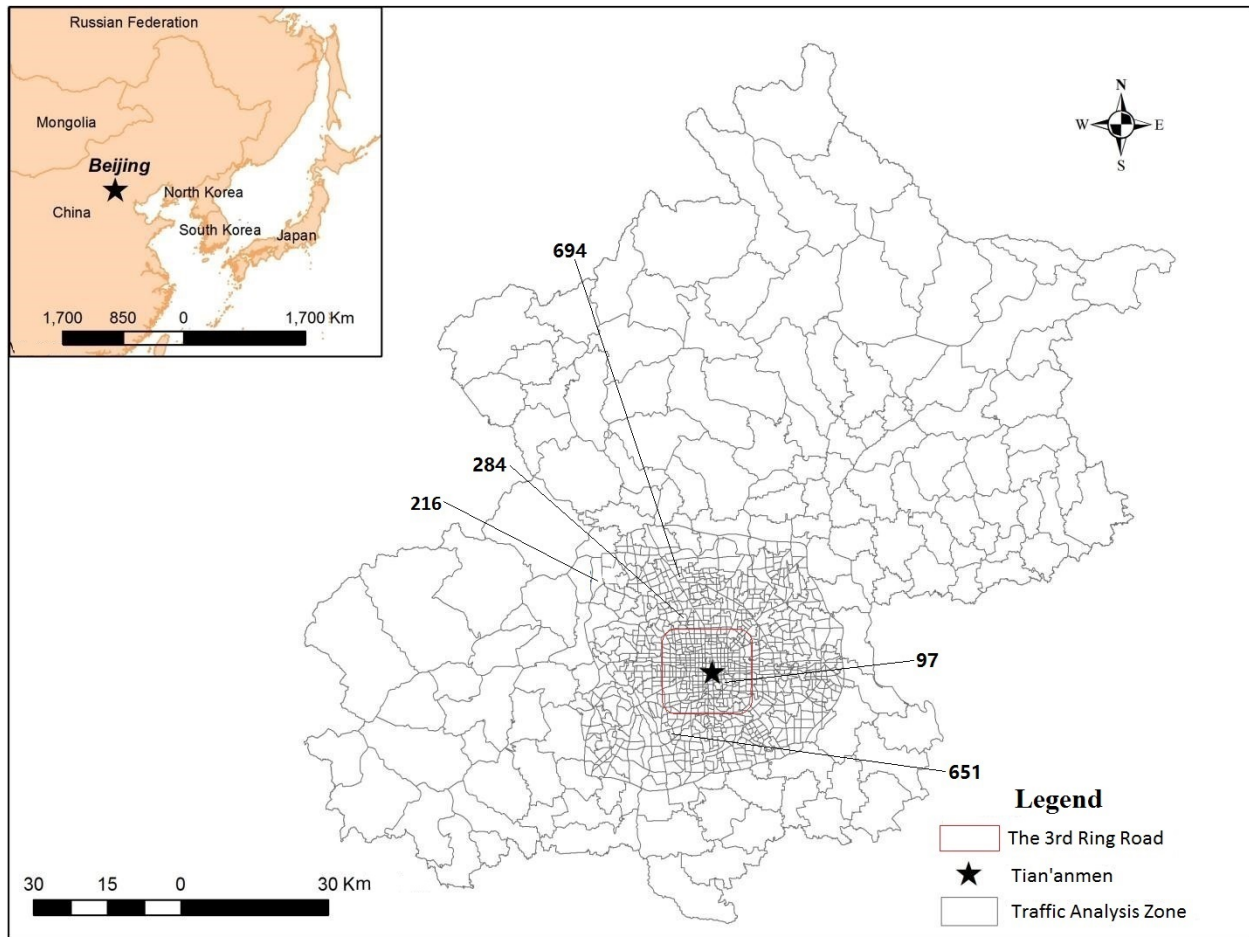 Russian Federation
Mongolia
Beijing
North Korea
China
South Korea
Japan
1,700 850 0 1,700 Km
N
W E
S
694
284
216
97
651
Legend
The 3rd Ring Road
Tian'anmen
Traffic Analysis Zone
30 15 0 30 Km